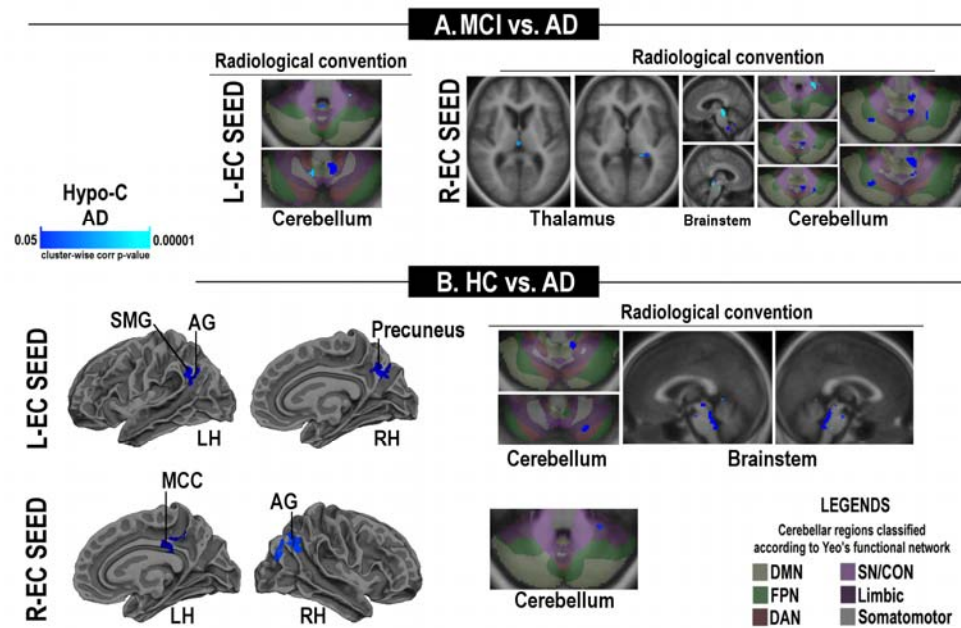 A. MCI vs. AD
Radiological convention
Radiological convention
L-EC SEED
R-EC SEED
Cerebellum
Thalamus
Brainstem
Cerebellum
Hypo-C
AD
0.05
0.00001
cluster-wise corr p-value
B. HC vs. AD
Radiological convention
L-EC SEED
SMG
AG
Precuneus
LH
RH
Cerebellum
Brainstem
R-EC SEED
MCC
AG
LH
RH
Cerebellum
LEGENDS
Cerebellar regions classified
according to Yeo's functional network
DMN
SN/CON
FPN
Limbic
DAN
Somatomotor